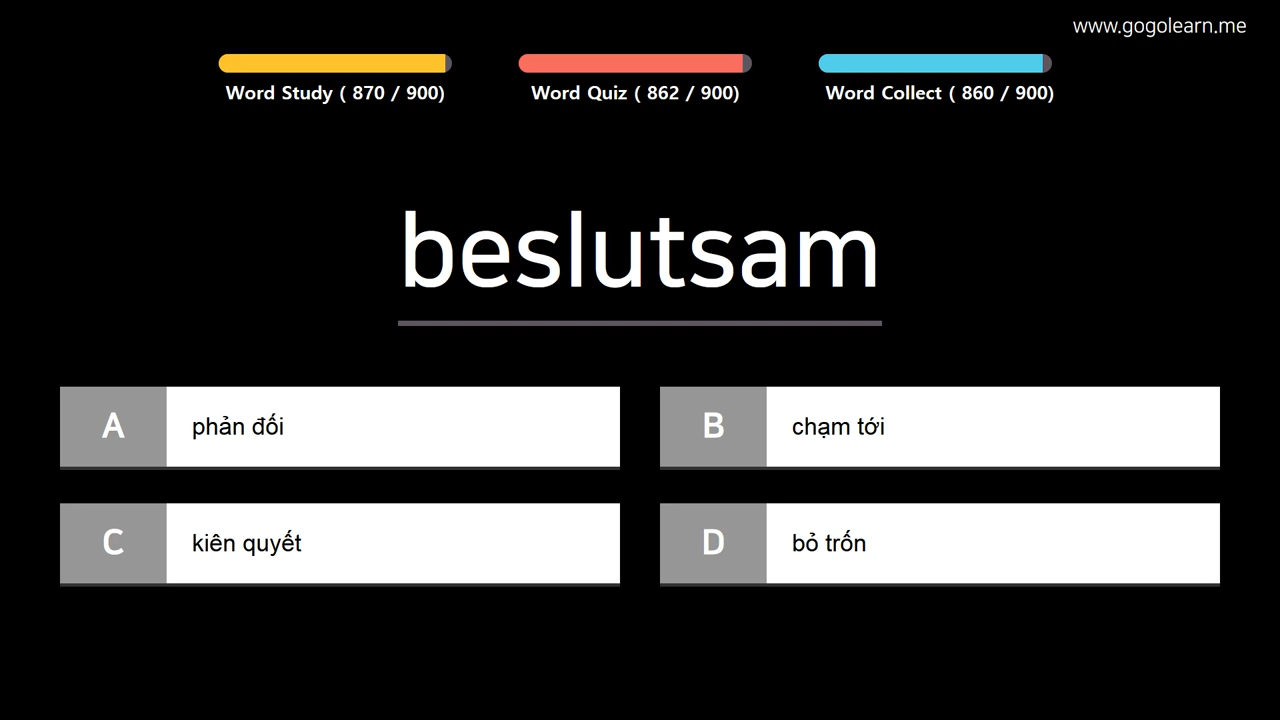 www.gogolearn.me
Word Study ( 870 / 900)
Word Quiz ( 862 / 900)
Word Collect ( 860 / 900)
beslutsam
A phản đối
B chạm tới
C kiên quyết
D bỏ trốn